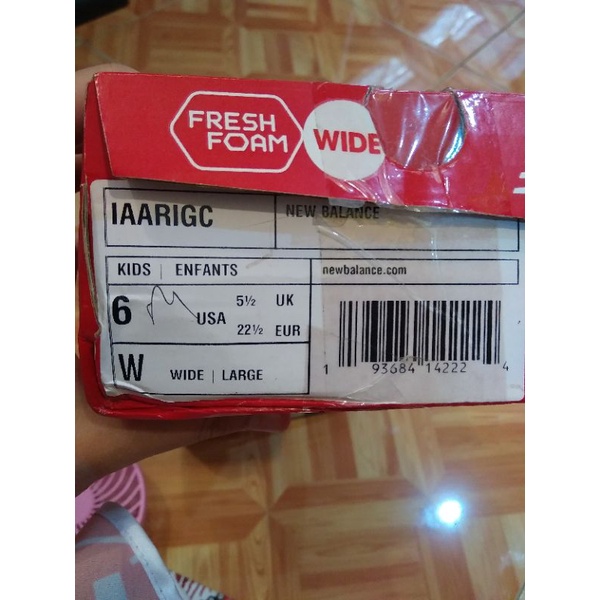 FRESH
FOAM
WIDE
IAARIGC
NEW BALANCE
KIDS | ENFANTS
newbalance.com
6 USA 5½ UK
22½ EUR
W WIDE | LARGE
1 93684 14222 4